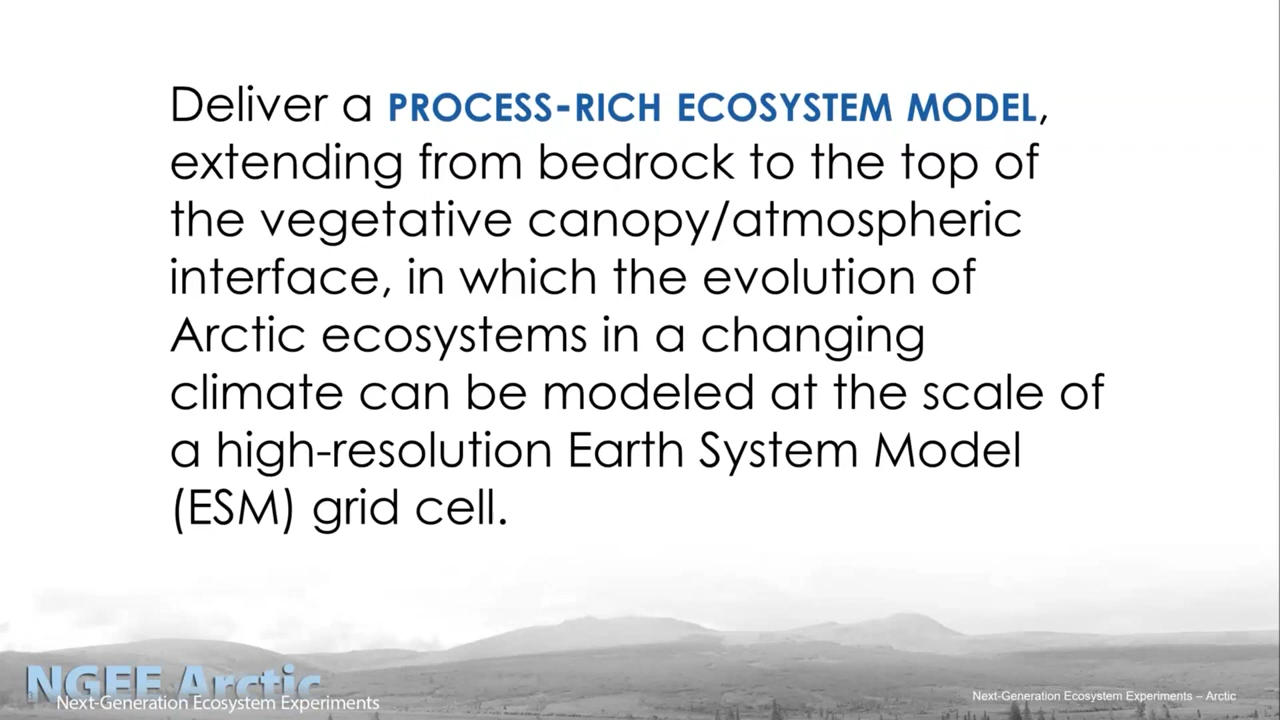 Deliver a PROCESS-RICH ECOSYSTEM MODEL,
extending from bedrock to the top of
the vegetative canopy/atmospheric
interface, in which the evolution of
Arctic ecosystems in a changing
climate can be modeled at the scale of
a high-resolution Earth System Model
(ESM) grid cell.
NGEE Arctic
Next-Generation Ecosystem Experiments
Next-Generation Ecosystem Experiments – Arctic